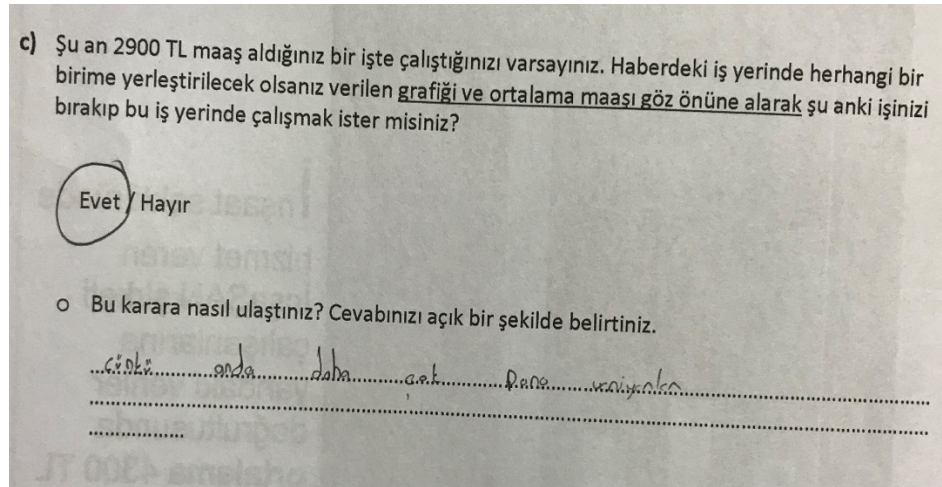 c) Şu an 2900 TL maaş aldığınız bir işte çalıştığınızı varsayınız. Haberdeki iş yerinde herhangi bir
birime yerleştirilecek olsanız verilen grafiği ve ortalama maaşı göz önüne alarak şu anki işinizi
bırakıp bu iş yerinde çalışmak ister misiniz?
Evet / Hayır
o Bu karara nasıl ulaştınız? Cevabınızı açık bir şekilde belirtiniz.
çünkü onda daha çok para veriyorlar